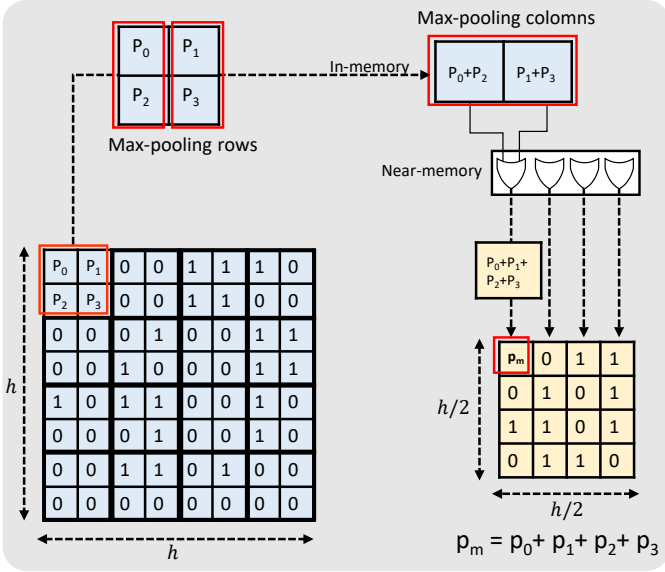 Max-pooling colomns
P0 P1
P2 P3
In-memory
P0+P2 P1+P3
Max-pooling rows
Near-memory
P0+P1+
P2+P3
P0 P1 0 0 1 1 1 0
P2 P3 0 0 1 1 0 0
0 0 0 1 0 0 1 1
0 0 1 0 0 0 1 1
1 0 1 1 0 0 1 0
0 0 0 1 0 0 1 0
0 0 1 1 0 1 0 0
0 0 0 0 0 0 0 0
h
h
pm 0 1 1
0 1 0 1
1 1 0 1
0 1 1 0
h/2
h/2
pm = p0+ p1+ p2+ p3